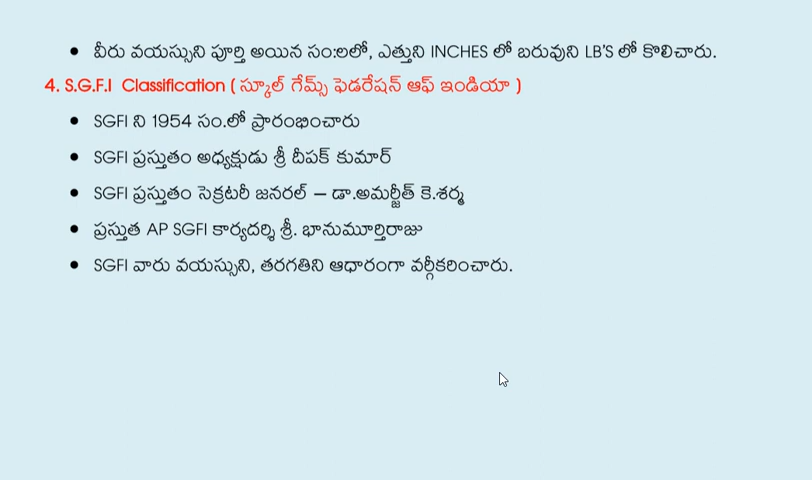 • వీరు వయస్సుని పూర్తి అయిన సం:లలో, ఎత్తుని INCHES లో బరువుని LB'S లో కొలిచారు.
4. S.G.F.I Classification ( స్కూల్ గేమ్స్ ఫెడరేషన్ ఆఫ్ ఇండియా )
• SGFI ని 1954 సం.లో ప్రారంభించారు
• SGFI ప్రస్తుతం అధ్యక్షుడు శ్రీ దీపక్ కుమార్
• SGFI ప్రస్తుతం సెక్రటరీ జనరల్ – డా.అమర్జీత్ కె.శర్మ
• ప్రస్తుత AP SGFI కార్యదర్శి శ్రీ. భానుమూర్తిరాజు
• SGFI వారు వయస్సుని, తరగతిని ఆధారంగా వర్గీకరించారు.